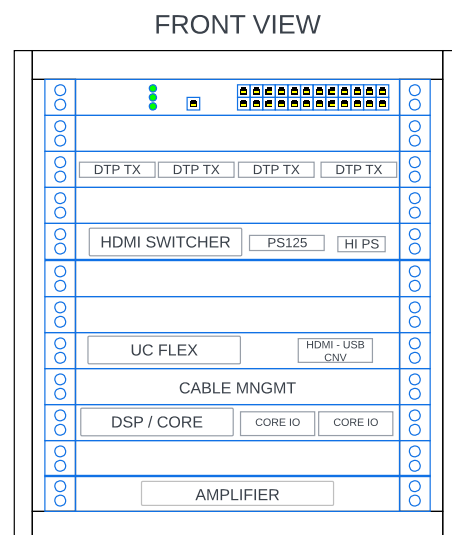 FRONT VIEW
DTP TX DTP TX DTP TX DTP TX
HDMI SWITCHER PS125 HI PS
UC FLEX HDMI - USB
CNV
CABLE MNGMT
DSP / CORE CORE IO CORE IO
AMPLIFIER